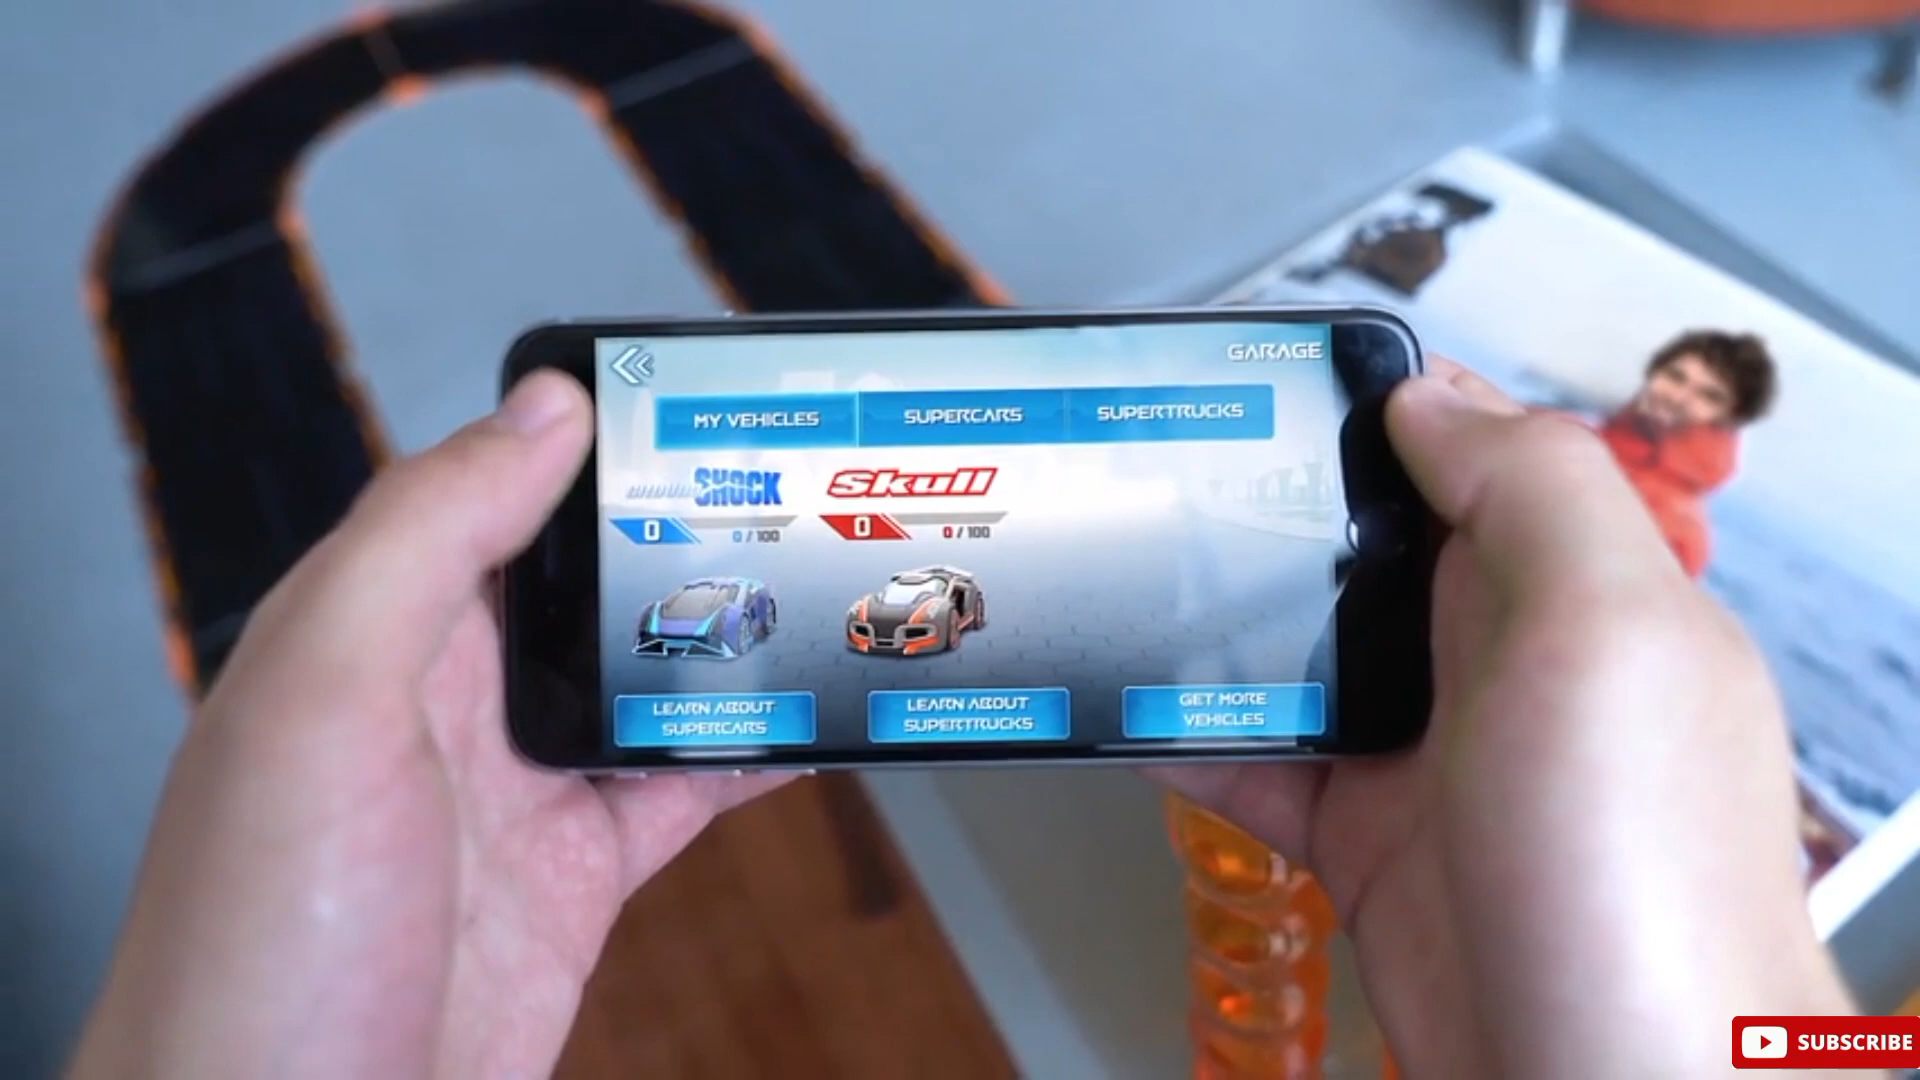 GARAGE
MY VEHICLES SUPERCARS SUPERTRUCKS
SHOCK Skull
0 0 / 100 0 0 / 100
LEARN ABOUT
SUPERCARS
LEARN ABOUT
SUPERTRUCKS
GET MORE
VEHICLES
SUBSCRIBE